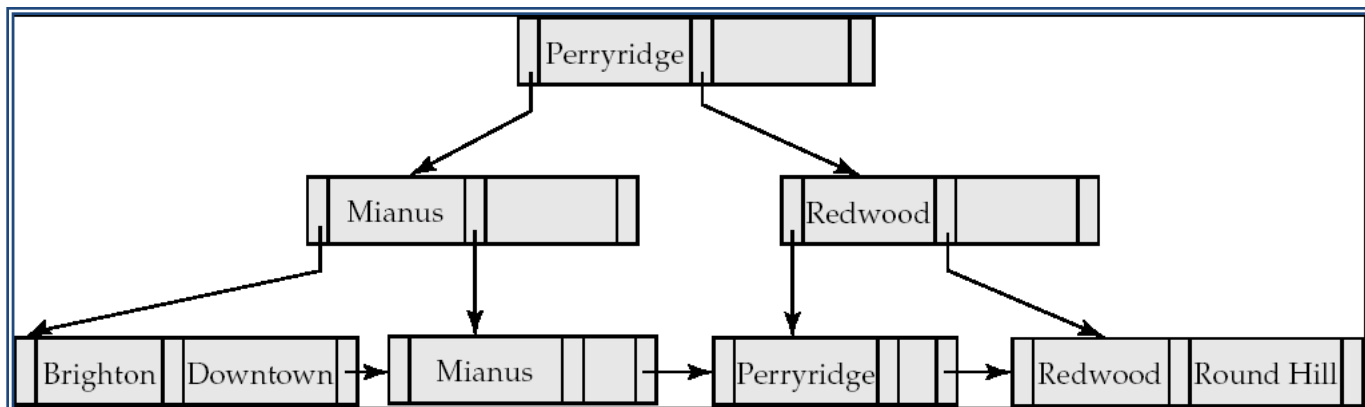 Perryridge
Mianus
Redwood
Brighton Downtown
Mianus
Perryridge
Redwood Round Hill